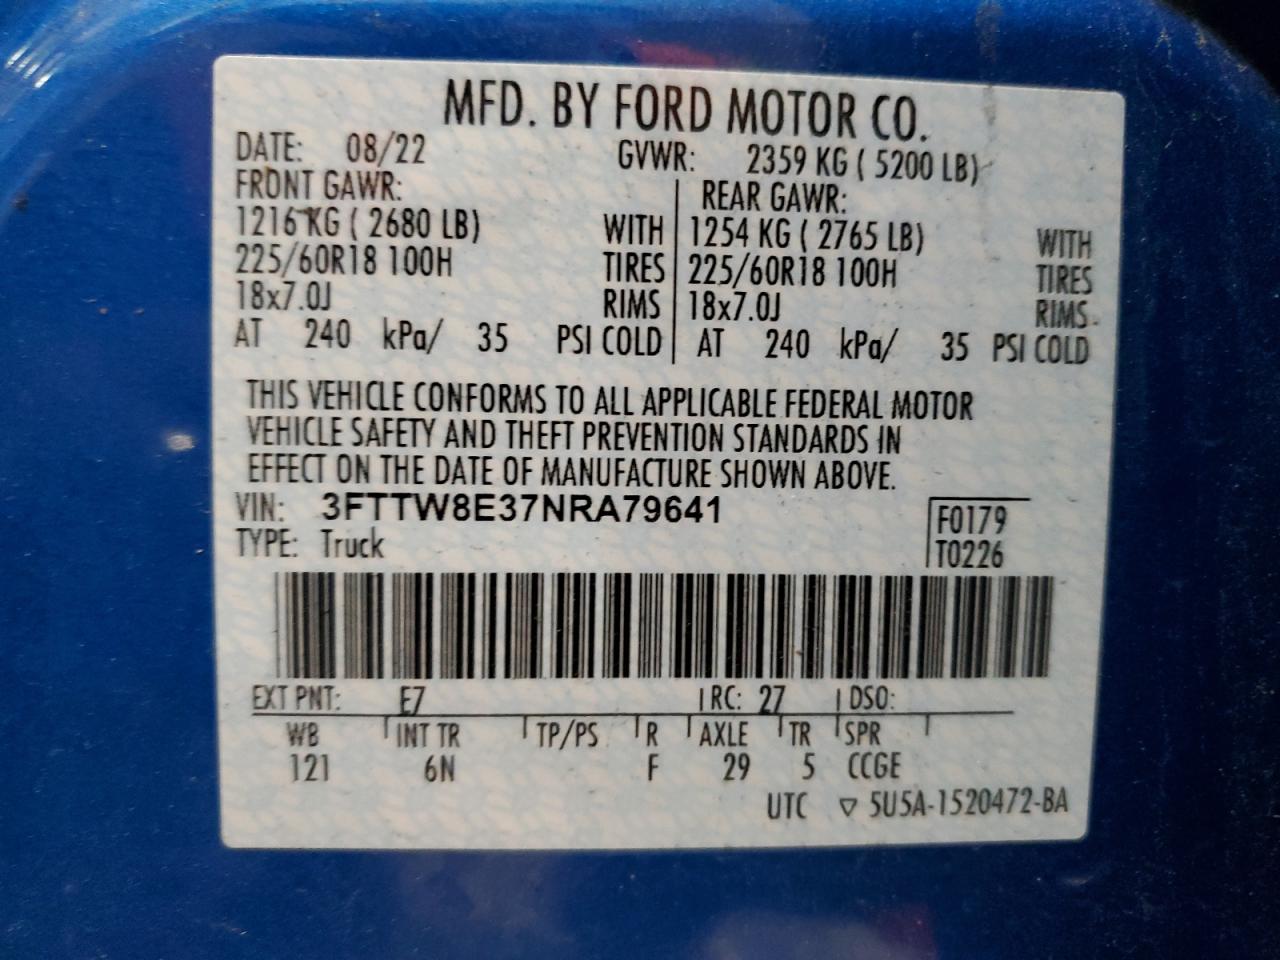 MFD. BY FORD MOTOR CO.
DATE: 08/22 GVWR: 2359 KG ( 5200 LB)
FRONT GAWR: REAR GAWR:
1216 KG ( 2680 LB) WITH 1254 KG ( 2765 LB) WITH
225/60R18 100H TIRES 225/60R18 100H TIRES
18x7.0J RIMS 18x7.0J RIMS
AT 240 kPa/ 35 PSI COLD AT 240 kPa/ 35 PSI COLD
THIS VEHICLE CONFORMS TO ALL APPLICABLE FEDERAL MOTOR
VEHICLE SAFETY AND THEFT PREVENTION STANDARDS IN
EFFECT ON THE DATE OF MANUFACTURE SHOWN ABOVE.
VIN: 3FTTW8E37NRA79641 F0179
TYPE: Truck T0226
EXT PNT: E7 RC: 27 DSO:
WB INT TR TP/PS R AXLE TR SPR
121 6N F 29 5 CCGE
UTC ▽ 5U5A-1520472-BA